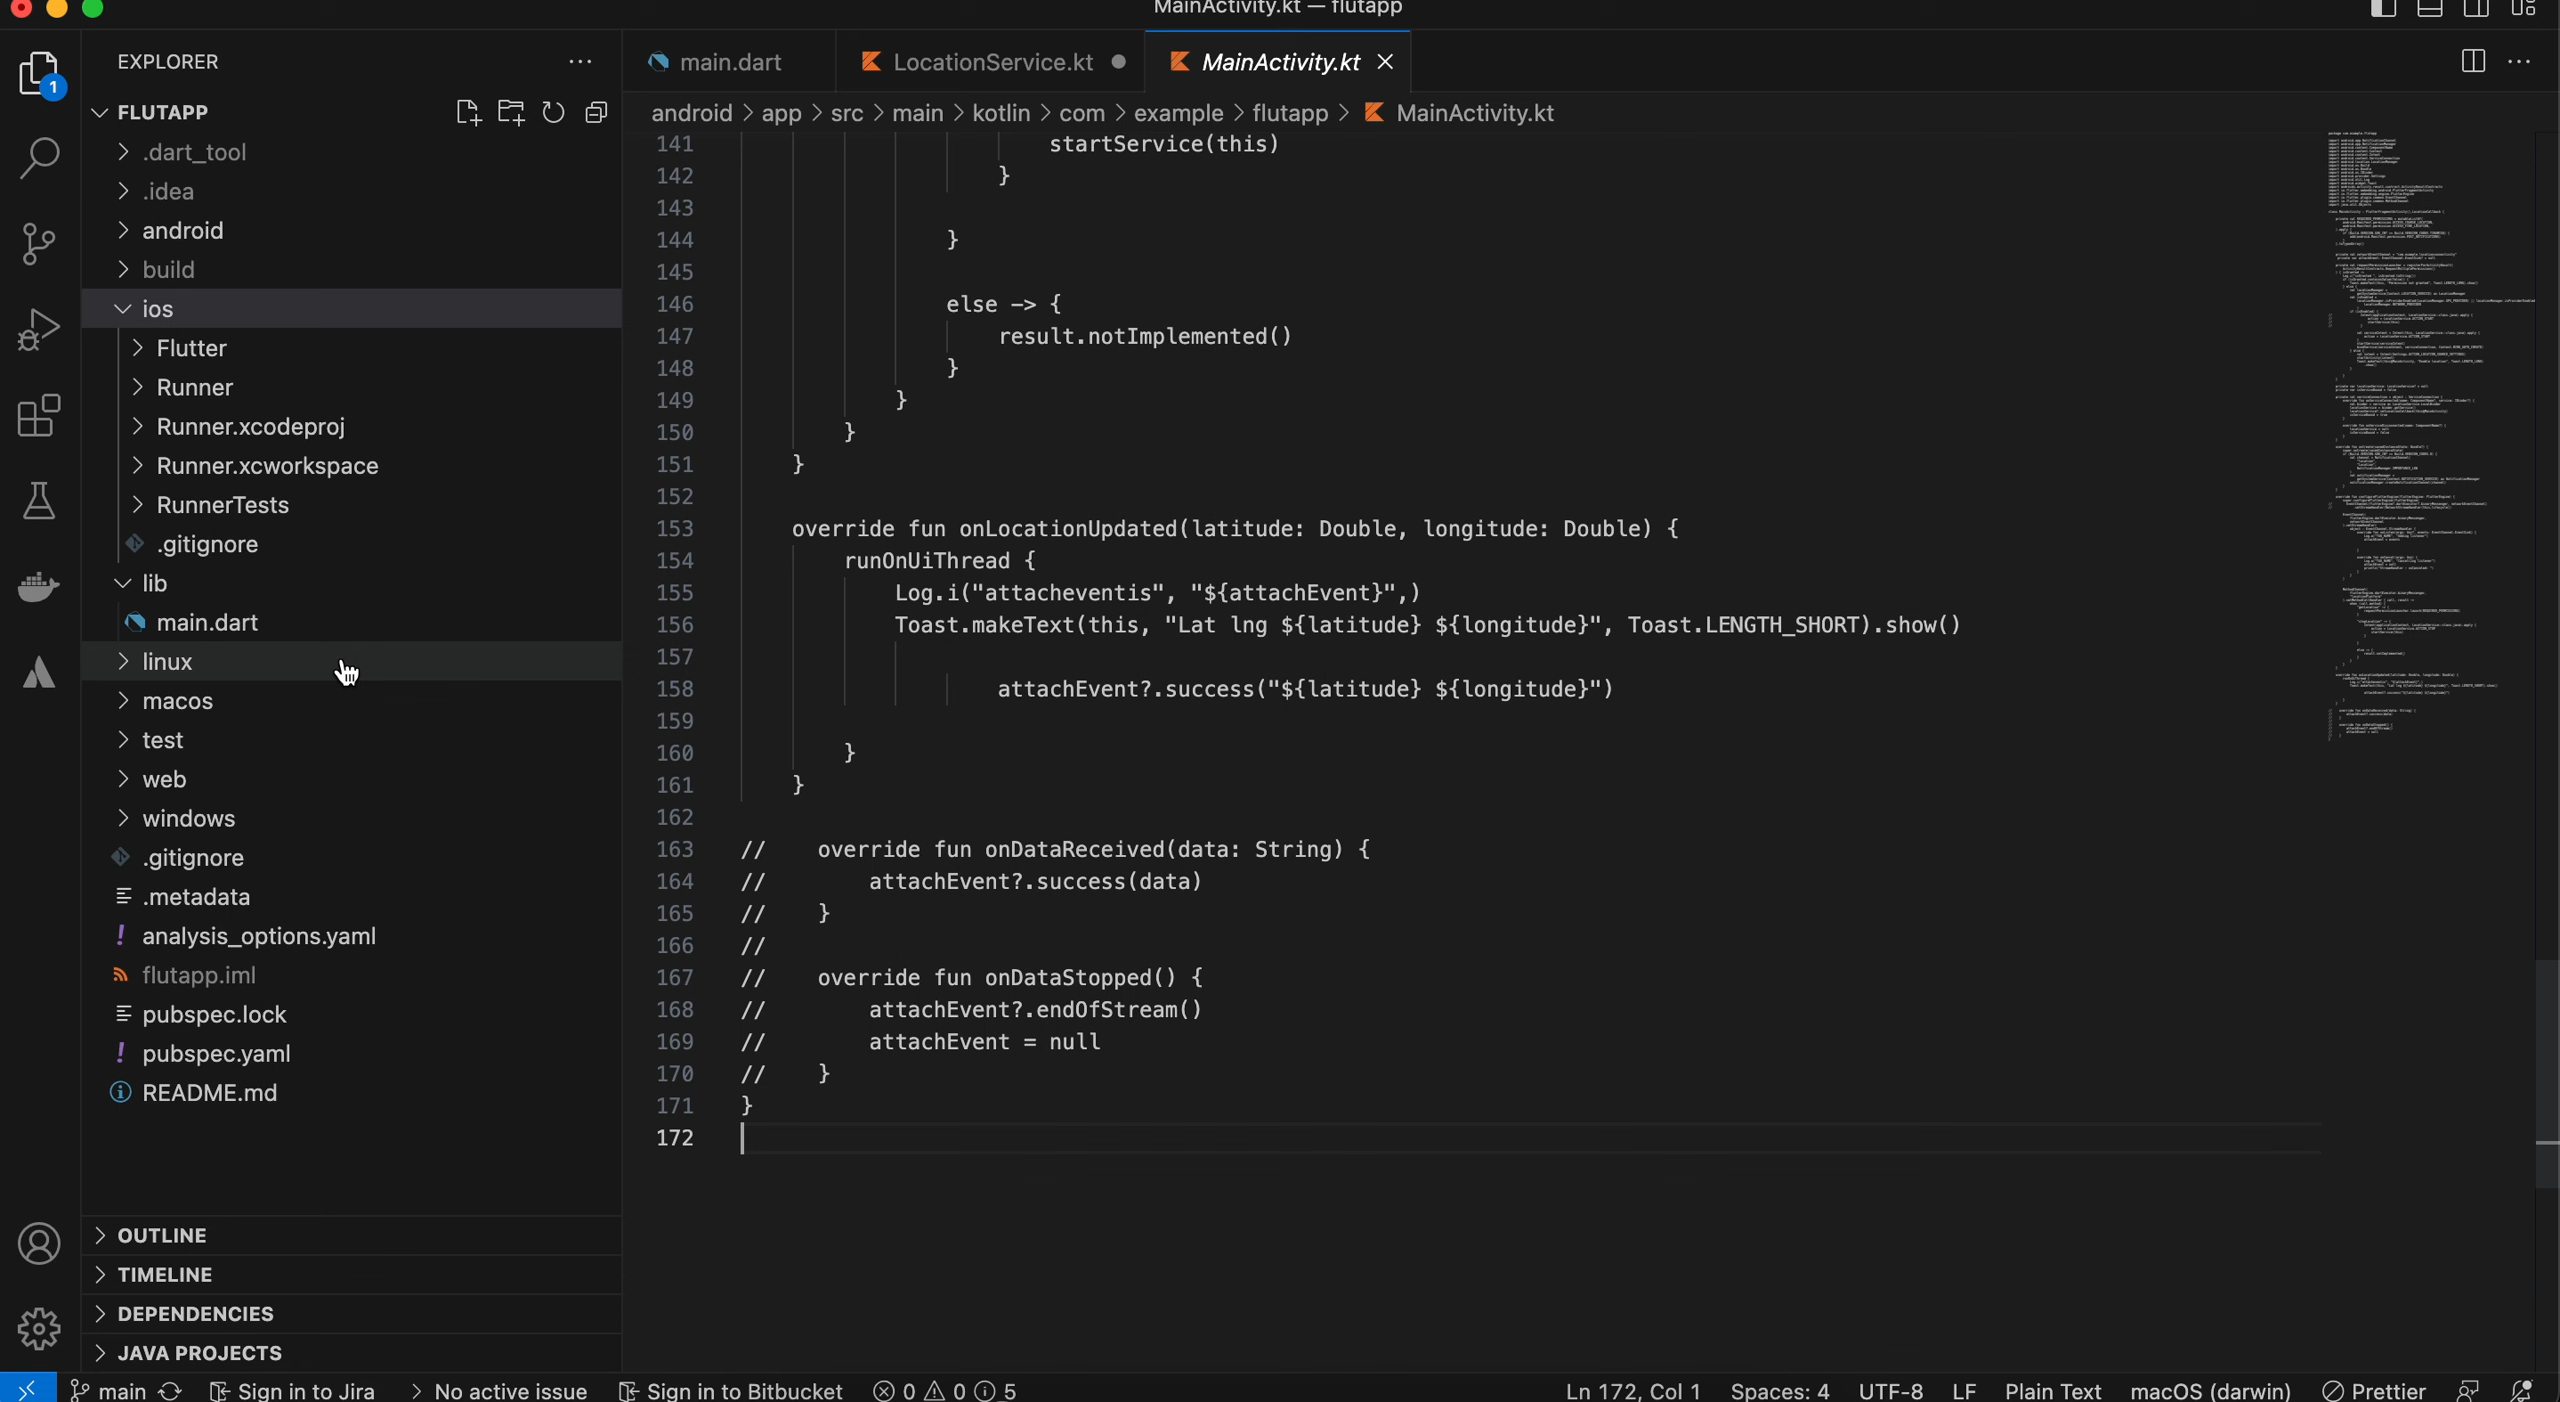 MainActivity.kt — flutapp
EXPLORER
FLUTAPP
.dart_tool
.idea
android
build
ios
Flutter
Runner
Runner.xcodeproj
Runner.xcworkspace
RunnerTests
.gitignore
lib
main.dart
linux
macos
test
web
windows
.gitignore
.metadata
analysis_options.yaml
flutapp.iml
pubspec.lock
pubspec.yaml
README.md
OUTLINE
TIMELINE
DEPENDENCIES
JAVA PROJECTS
1
main.dart LocationService.kt MainActivity.kt
android > app > src > main > kotlin > com > example > flutapp > MainActivity.kt
141 startService(this)
142 }
143
144 }
145
146 else -> {
147 result.notImplemented()
148 }
149 }
150 }
151 }
152
153 override fun onLocationUpdated(latitude: Double, longitude: Double) {
154 runOnUiThread {
155 Log.i("attacheventis", "${attachEvent}",)
156 Toast.makeText(this, "Lat lng ${latitude} ${longitude}", Toast.LENGTH_SHORT).show()
157
158 attachEvent?.success("${latitude} ${longitude}")
159
160 }
161 }
162
163 // override fun onDataReceived(data: String) {
164 // attachEvent?.success(data)
165 // }
166 //
167 // override fun onDataStopped() {
168 // attachEvent?.endOfStream()
169 // attachEvent = null
170 // }
171 }
172
main Sign in to Jira > No active issue Sign in to Bitbucket 0 0 5 Ln 172, Col 1 Spaces: 4 UTF-8 LF Plain Text macOS (darwin) Prettier